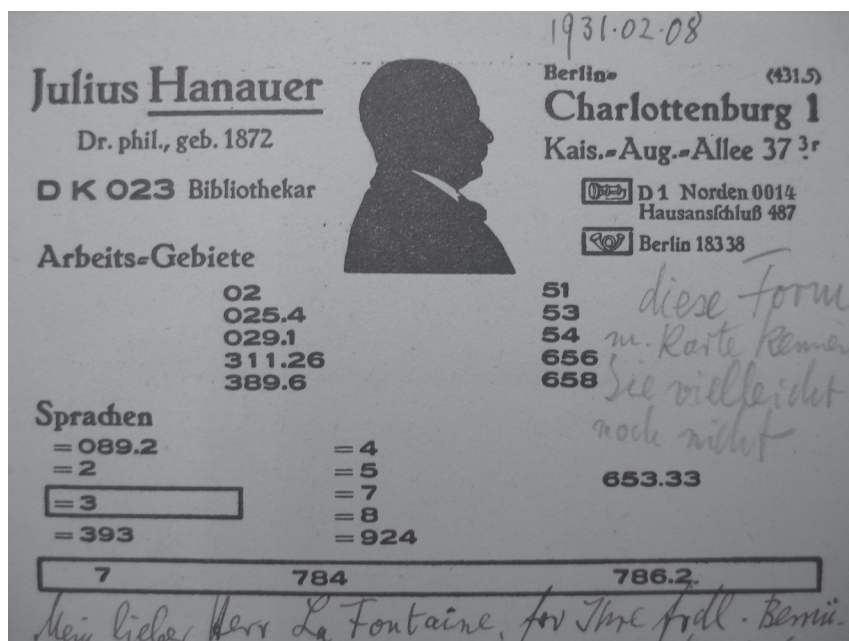 1931.02.08
Julius Hanauer
Dr. phil., geb. 1872
D K 023 Bibliothekar
Berlin= (431.5)
Charlottenburg 1
Kais.=Aug.=Allee 37 3r
D 1 Norden 0014
Hausanſchluß 487
Berlin 18338
Arbeits=Gebiete
02
025.4
029.1
311.26
389.6
51
53
54
656
658
diese Form
m. Karte kennen
Sie vielleicht
noch nicht
Sprachen
=089.2
=2
=3
=393
=4
=5
=7
=8
=924
653.33
7 784 786.2
Mein lieber Herr La Fontaine, for Ihre frdl. Bemü-